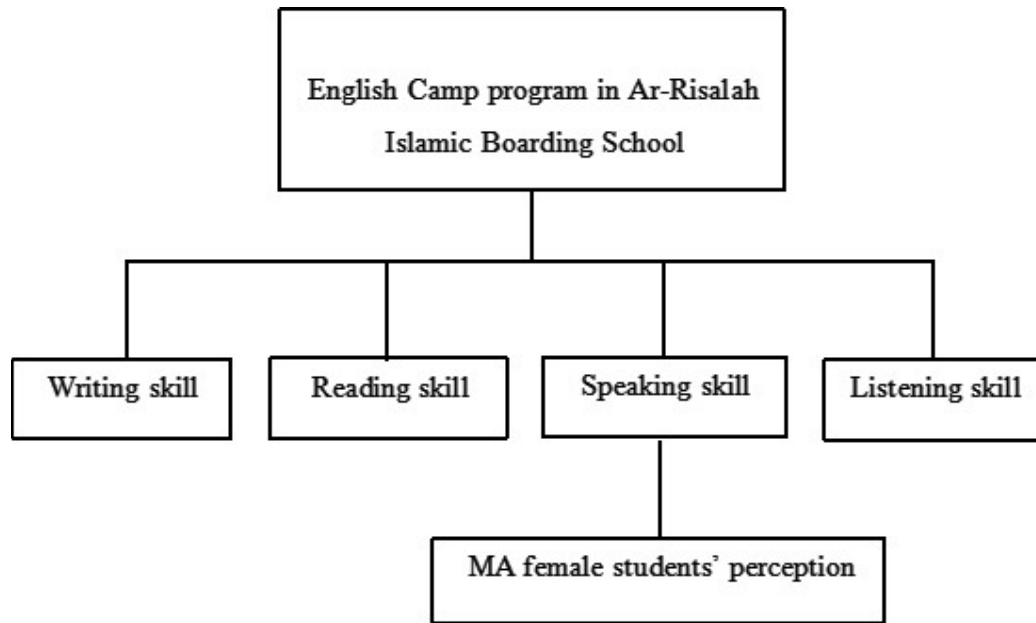 English Camp program in Ar-Risalah
Islamic Boarding School
Writing skill
Reading skill
Speaking skill
Listening skill
MA female students’ perception